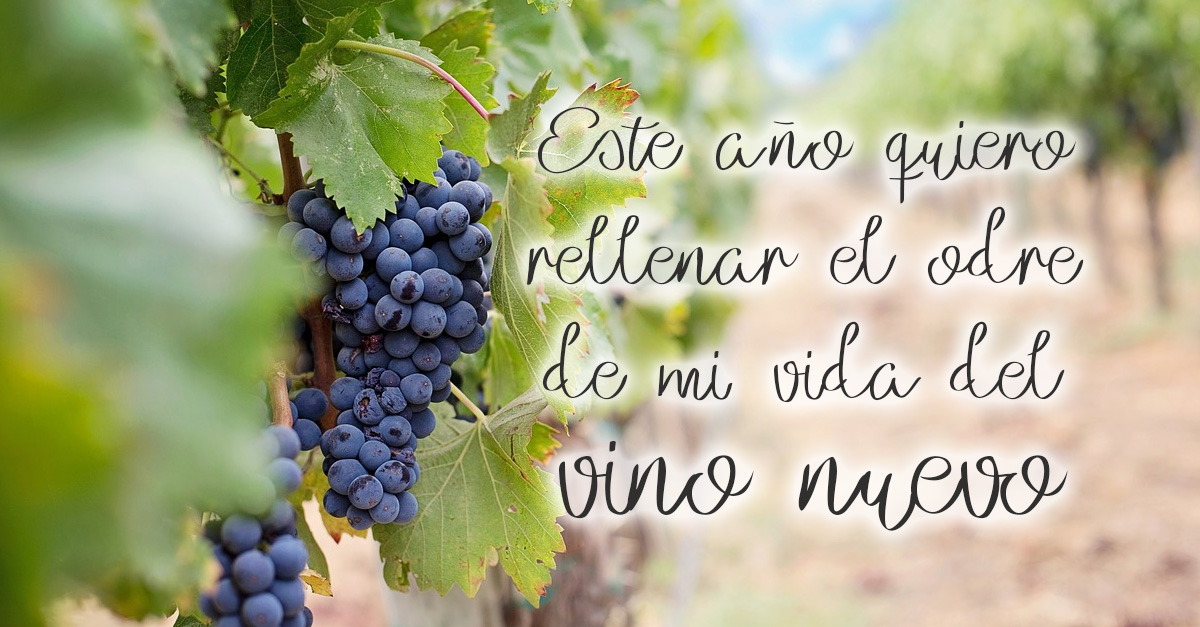 Este año quiero
rellenar el odre
de mi vida del
vino nuevo